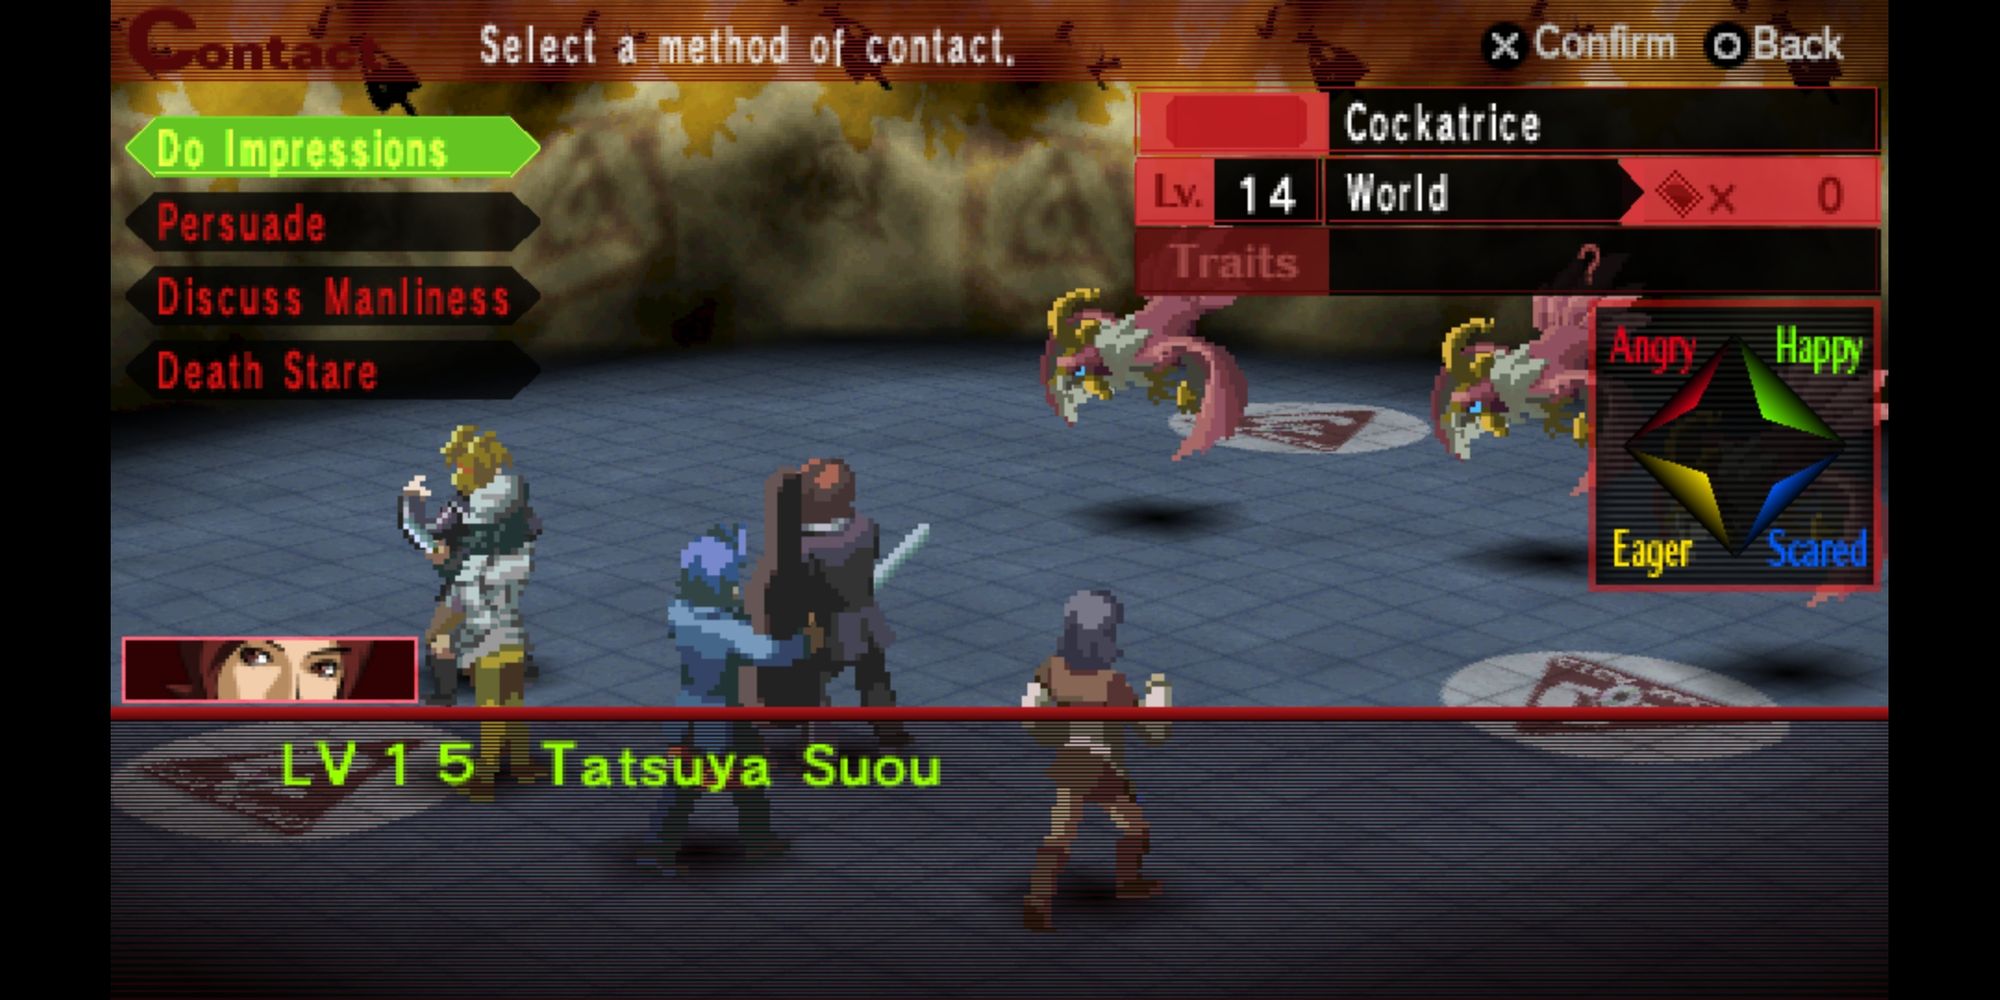 Contact
Select a method of contact.
× Confirm O Back
Do Impressions
Persuade
Discuss Manliness
Death Stare
Cockatrice
Lv. 14 World × 0
Traits ?
Angry Happy
Eager Scared
LV 15 Tatsuya Suou